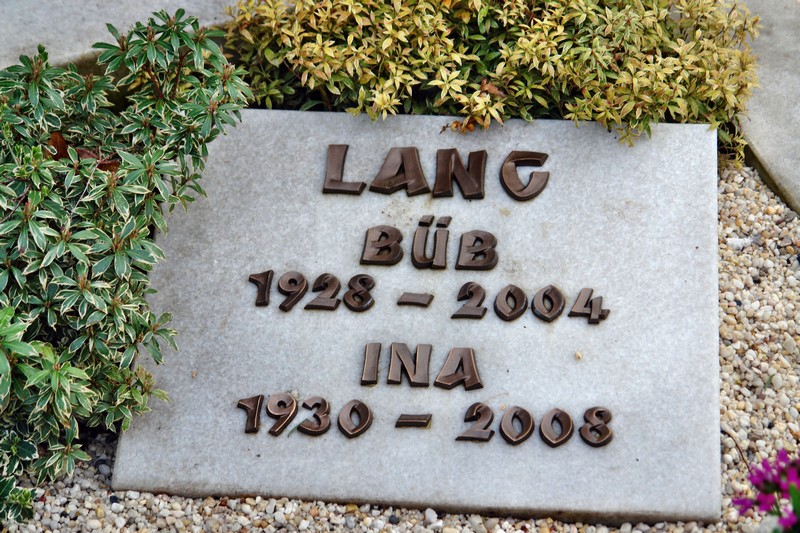 LANG
BÜB
1928 – 2004
INA
1930 – 2008